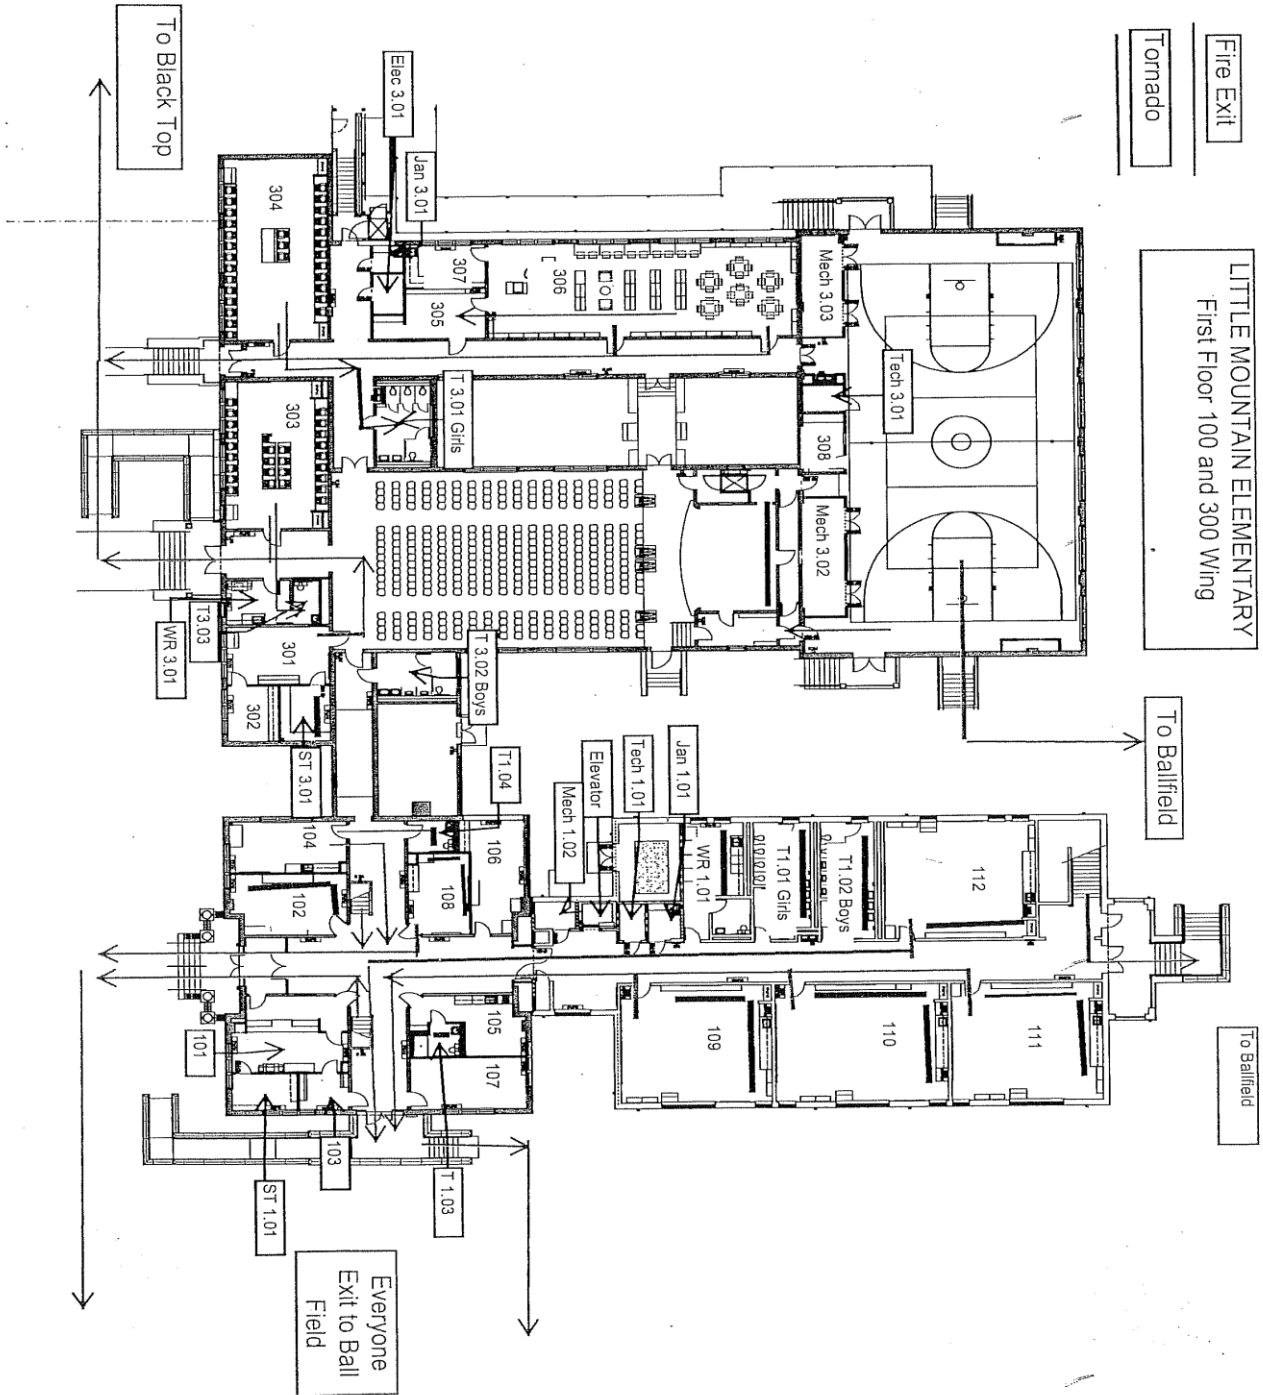 LITTLE MOUNTAIN ELEMENTARY
First Floor 100 and 300 Wing
Fire Exit
Tornado
To Black Top
To Ballfield
To Ballfield
Everyone
Exit to Ball
Field
Elec 3.01
Jan 3.01
304
307
305
306
Mech 3.03
Tech 3.01
308
Mech 3.02
T 3.01 Girls
303
T3.03
WR 3.01
301
302
ST 3.01
T 3.02 Boys
T1.04
Mech 1.02
Elevator
Tech 1.01
Jan 1.01
104
102
106
108
WR 1.01
T1.01 Girls
T1.02 Boys
112
101
103
105
107
109
110
111
T 1.03
ST 1.01